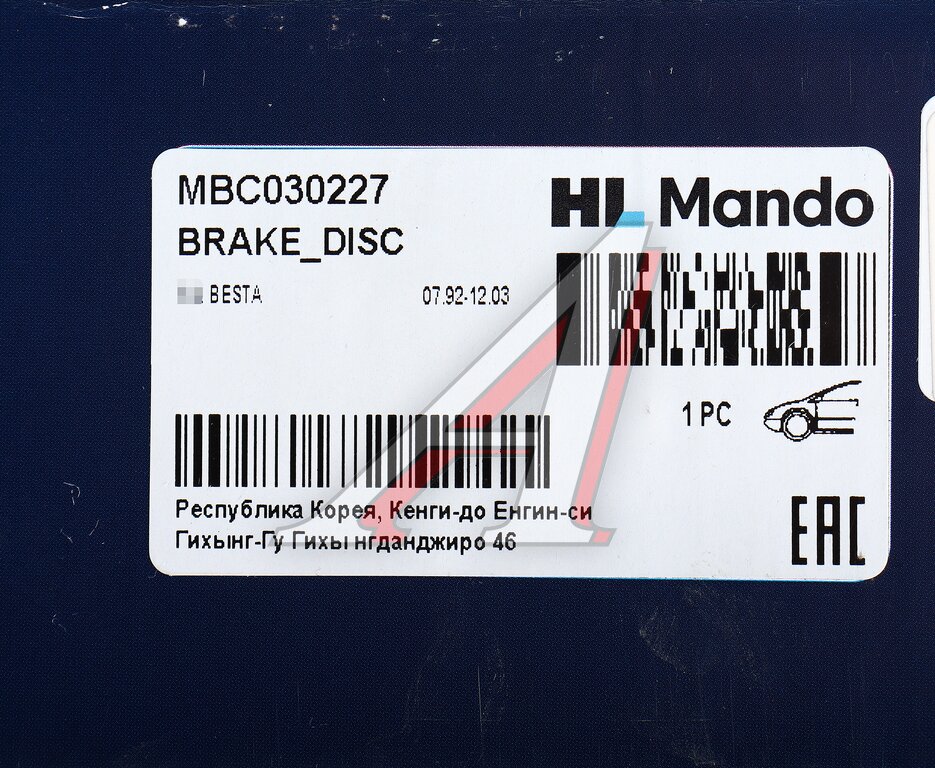 MBC030227
HL Mando
BRAKE_DISC
BESTA 07.92-12.03
1 PC
Республика Корея, Кенги-до Енгин-си
Гихынг-Гу Гихы нгданджиро 46
EAC